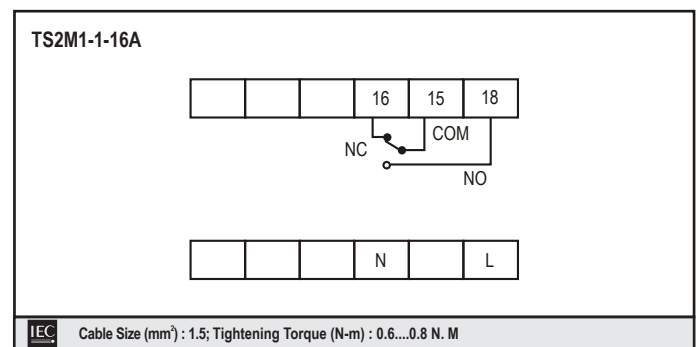 TS2M1-1-16A
16 15 18
NC COM
NO
N L
IEC Cable Size (mm²) : 1.5; Tightening Torque (N-m) : 0.6....0.8 N. M